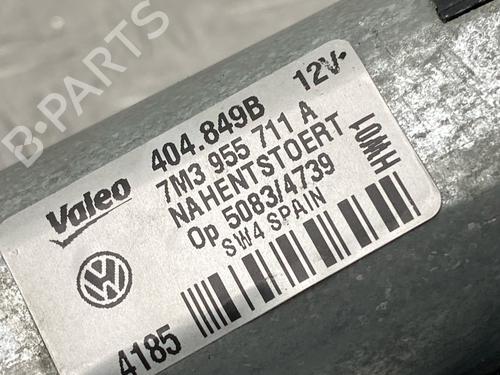 404.849B 12V
Valeo 7M3 955 711 A
NAHENTSTOERT
Op 5083/4739
SW4 SPAIN
HW01
4185
B-PARTS